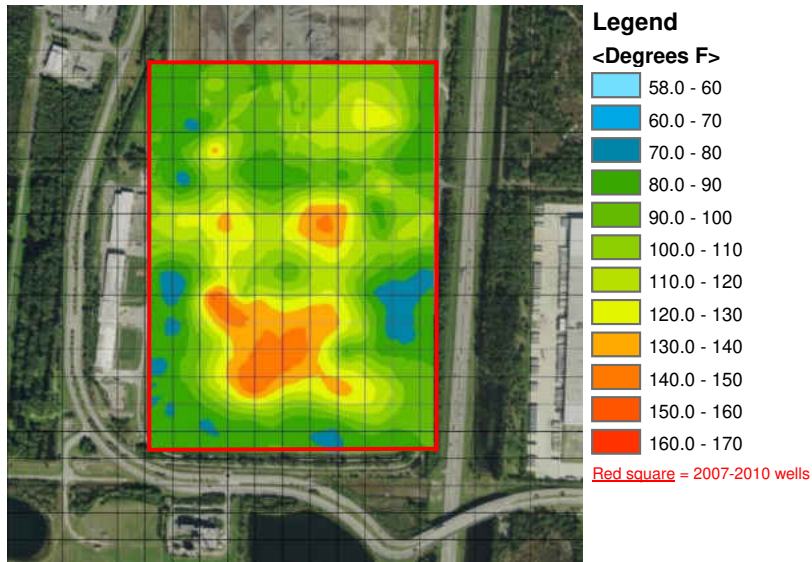 Legend
<Degrees F>
58.0 - 60
60.0 - 70
70.0 - 80
80.0 - 90
90.0 - 100
100.0 - 110
110.0 - 120
120.0 - 130
130.0 - 140
140.0 - 150
150.0 - 160
160.0 - 170
Red square = 2007-2010 wells